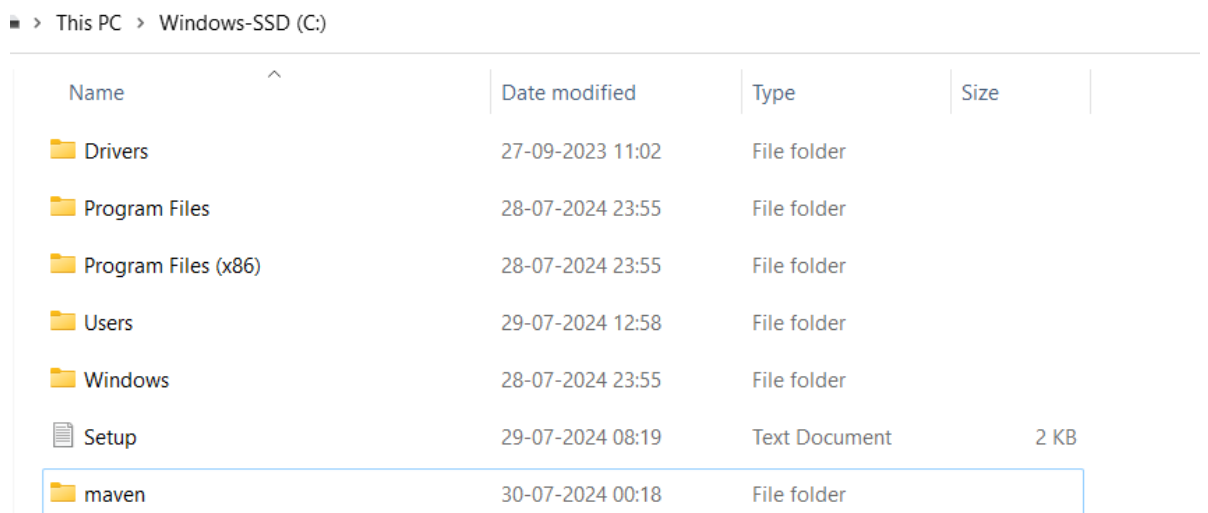 This PC > Windows-SSD (C:)
Name Date modified Type Size
Drivers 27-09-2023 11:02 File folder
Program Files 28-07-2024 23:55 File folder
Program Files (x86) 28-07-2024 23:55 File folder
Users 29-07-2024 12:58 File folder
Windows 28-07-2024 23:55 File folder
Setup 29-07-2024 08:19 Text Document 2 KB
maven 30-07-2024 00:18 File folder